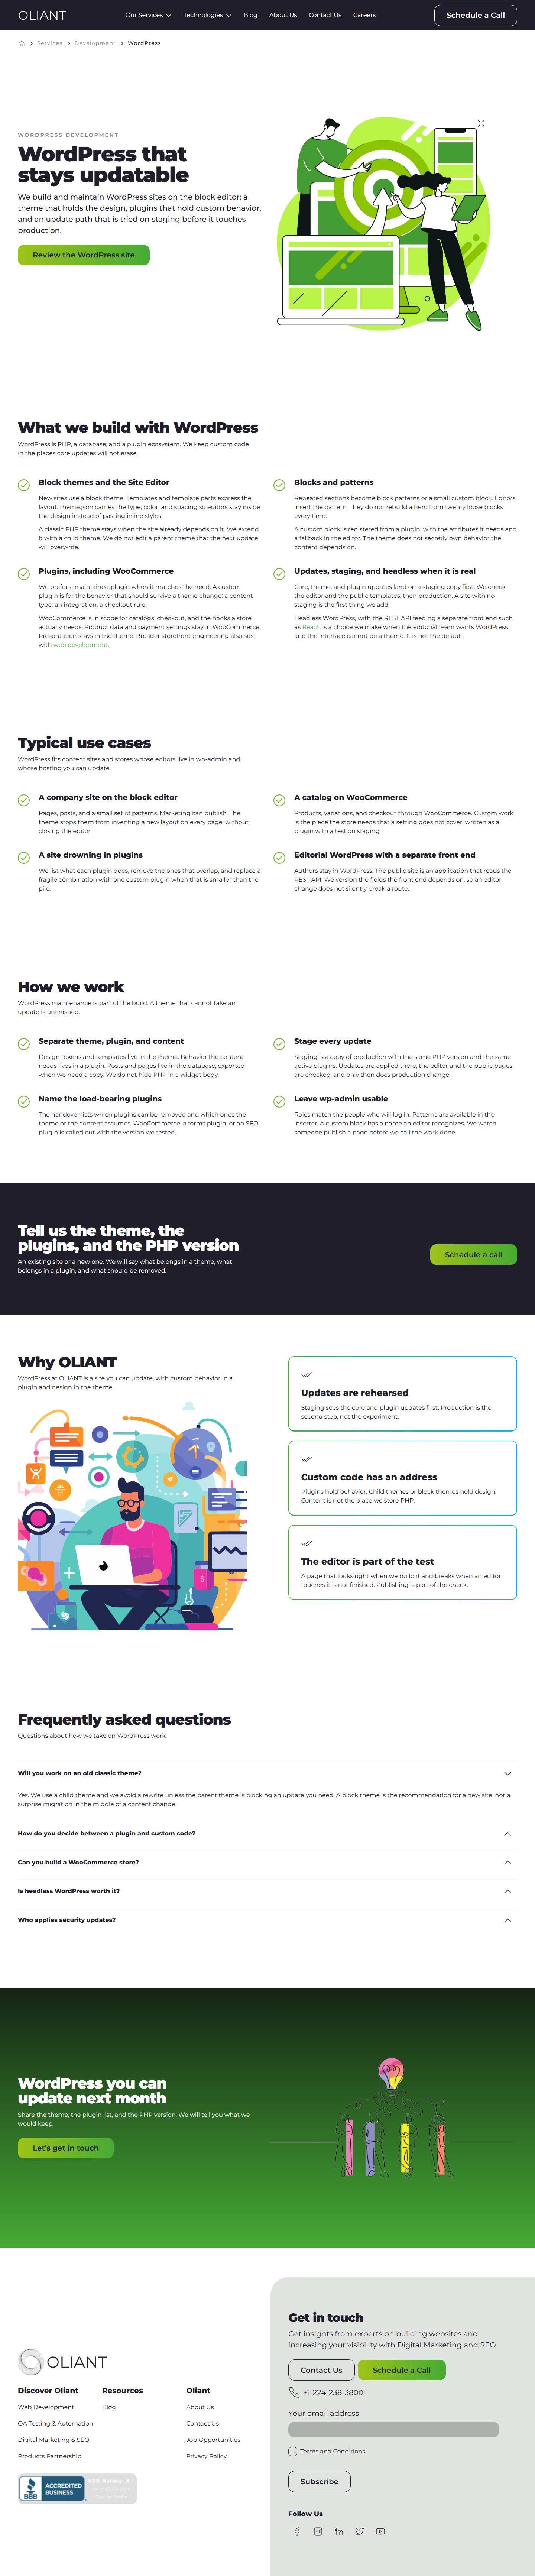 OLIANT
Our Services
Technologies
Blog
About Us
Contact Us
Careers
Schedule a Call
Services
Development
WordPress
WORDPRESS DEVELOPMENT
WordPress that
stays updatable
We build and maintain WordPress sites on the block editor: a
theme that holds the design, plugins that hold custom behavior,
and an update path that is tried on staging before it touches
production.
Review the WordPress site
What we build with WordPress
WordPress is PHP, a database, and a plugin ecosystem. We keep custom code
in the places core updates will not erase.
Block themes and the Site Editor
New sites use a block theme. Templates and template parts express the
layout. theme.json carries the type, color, and spacing so editors stay inside
the design instead of pasting inline styles.
A classic PHP theme stays when the site already depends on it. We extend
it with a child theme. We do not edit a parent theme that the next update
will overwrite.
Blocks and patterns
Repeated sections become block patterns or a small custom block. Editors
insert the pattern. They do not rebuild a hero from twenty loose blocks
every time.
A custom block is registered from a plugin, with the attributes it needs and
a fallback in the editor. The theme does not secretly own behavior the
content depends on.
Plugins, including WooCommerce
We prefer a maintained plugin when it matches the need. A custom
plugin is for the behavior that should survive a theme change: a content
type, an integration, a checkout rule.
WooCommerce is in scope for catalogs, checkout, and the hooks a store
actually needs. Product data and payment settings stay in WooCommerce.
Presentation stays in the theme. Broader storefront engineering also sits
with web development.
Updates, staging, and headless when it is real
Core, theme, and plugin updates land on a staging copy first. We check
the editor and the public templates, then production. A site with no
staging is the first thing we add.
Headless WordPress, with the REST API feeding a separate front end such
as React, is a choice we make when the editorial team wants WordPress
and the interface cannot be a theme. It is not the default.
Typical use cases
WordPress fits content sites and stores whose editors live in wp-admin and
whose hosting you can update.
A company site on the block editor
Pages, posts, and a small set of patterns. Marketing can publish. The
theme stops them from inventing a new layout on every page, without
closing the editor.
A catalog on WooCommerce
Products, variations, and checkout through WooCommerce. Custom work
is the piece the store needs that a setting does not cover, written as a
plugin with a test on staging.
A site drowning in plugins
We list what each plugin does, remove the ones that overlap, and replace a
fragile combination with one custom plugin when that is smaller than the
pile.
Editorial WordPress with a separate front end
Authors stay in WordPress. The public site is an application that reads the
REST API. We version the fields the front end depends on, so an editor
change does not silently break a route.
How we work
WordPress maintenance is part of the build. A theme that cannot take an
update is unfinished.
Separate theme, plugin, and content
Design tokens and templates live in the theme. Behavior the content
needs lives in a plugin. Posts and pages live in the database, exported
when we need a copy. We do not hide PHP in a widget body.
Stage every update
Staging is a copy of production with the same PHP version and the same
active plugins. Updates are applied there, the editor and the public pages
are checked, and only then does production change.
Name the load-bearing plugins
The handover lists which plugins can be removed and which ones the
theme or the content assumes. WooCommerce, a forms plugin, or an SEO
plugin is called out with the version we tested.
Leave wp-admin usable
Roles match the people who will log in. Patterns are available in the
inserter. A custom block has a name an editor recognizes. We watch
someone publish a page before we call the work done.
Tell us the theme, the
plugins, and the PHP version
An existing site or a new one. We will say what belongs in a theme, what
belongs in a plugin, and what should be removed.
Schedule a call
Why OLIANT
WordPress at OLIANT is a site you can update, with custom behavior in a
plugin and design in the theme.
Updates are rehearsed
Staging sees the core and plugin updates first. Production is the
second step, not the experiment.
Custom code has an address
Plugins hold behavior. Child themes or block themes hold design.
Content is not the place we store PHP.
The editor is part of the test
A page that looks right when we build it and breaks when an editor
touches it is not finished. Publishing is part of the check.
Frequently asked questions
Questions about how we take on WordPress work.
Will you work on an old classic theme?
Yes. We use a child theme and we avoid a rewrite unless the parent theme is blocking an update you need. A block theme is the recommendation for a new site, not a
surprise migration in the middle of a content change.
How do you decide between a plugin and custom code?
Can you build a WooCommerce store?
Is headless WordPress worth it?
Who applies security updates?
WordPress you can
update next month
Share the theme, the plugin list, and the PHP version. We will tell you what we
would keep.
Let's get in touch
OLIANT
Discover Oliant
Web Development
QA Testing & Automation
Digital Marketing & SEO
Products Partnership
Resources
Blog
Oliant
About Us
Contact Us
Job Opportunities
Privacy Policy
BBB
ACCREDITED
BUSINESS
Get in touch
Get insights from experts on building websites and
increasing your visibility with Digital Marketing and SEO
Contact Us
Schedule a Call
+1-224-238-3800
Your email address
Terms and Conditions
Subscribe
Follow Us